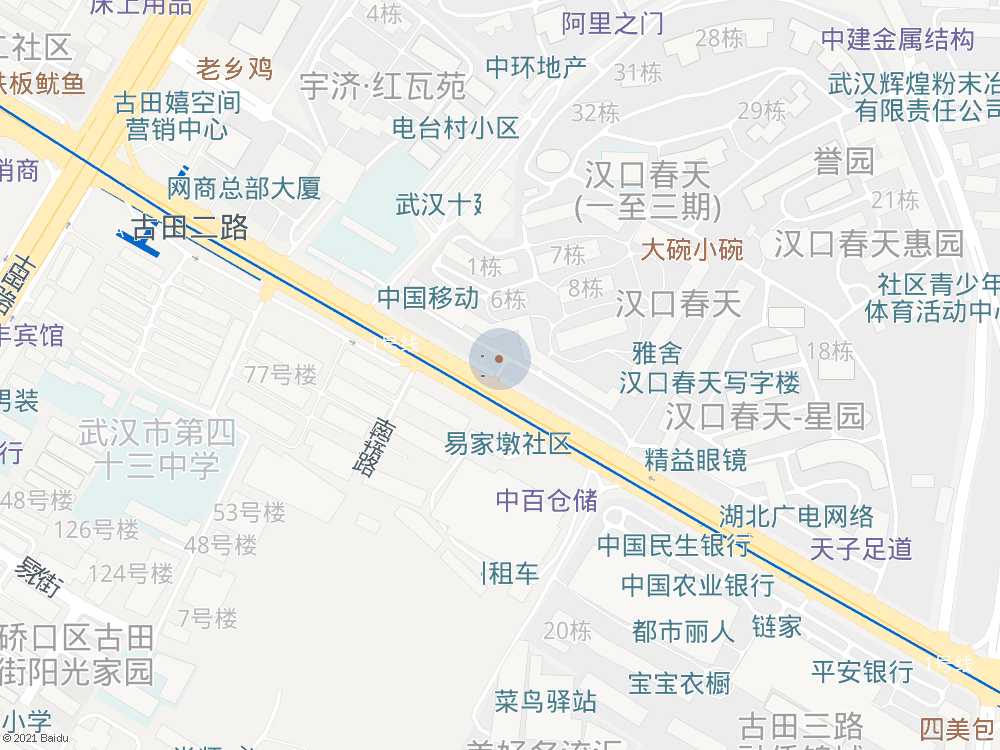 床上用品
4栋
阿里之门
28栋
中建金属结构
工社区
老乡鸡
中环地产
31栋
铁板鱿鱼
宇济·红瓦苑
武汉辉煌粉末冶
有限责任公司
古田嬉空间
营销中心
32栋
29栋
电台村小区
誉园
销商
网商总部大厦
汉口春天
(一至三期)
武汉十
21栋
古田二路
大碗小碗
汉口春天惠园
7栋
1栋
8栋
社区青少年
体育活动中心
中国移动
6栋
汉口春天
丰宾馆
1号线
雅舍
18栋
77号楼
汉口春天写字楼
男装
汉口春天-星园
武汉市第四
十三中学
易家墩社区
行
精益眼镜
48号楼
53号楼
中百仓储
湖北广电网络
126号楼
48号楼
中国民生银行
天子足道
124号楼
租车
中国农业银行
7号楼
20栋
都市丽人
链家
硚口区古田
街阳光家园
1号线
平安银行
宝宝衣橱
菜鸟驿站
小学
古田三路
四美包
© 2021 Baidu